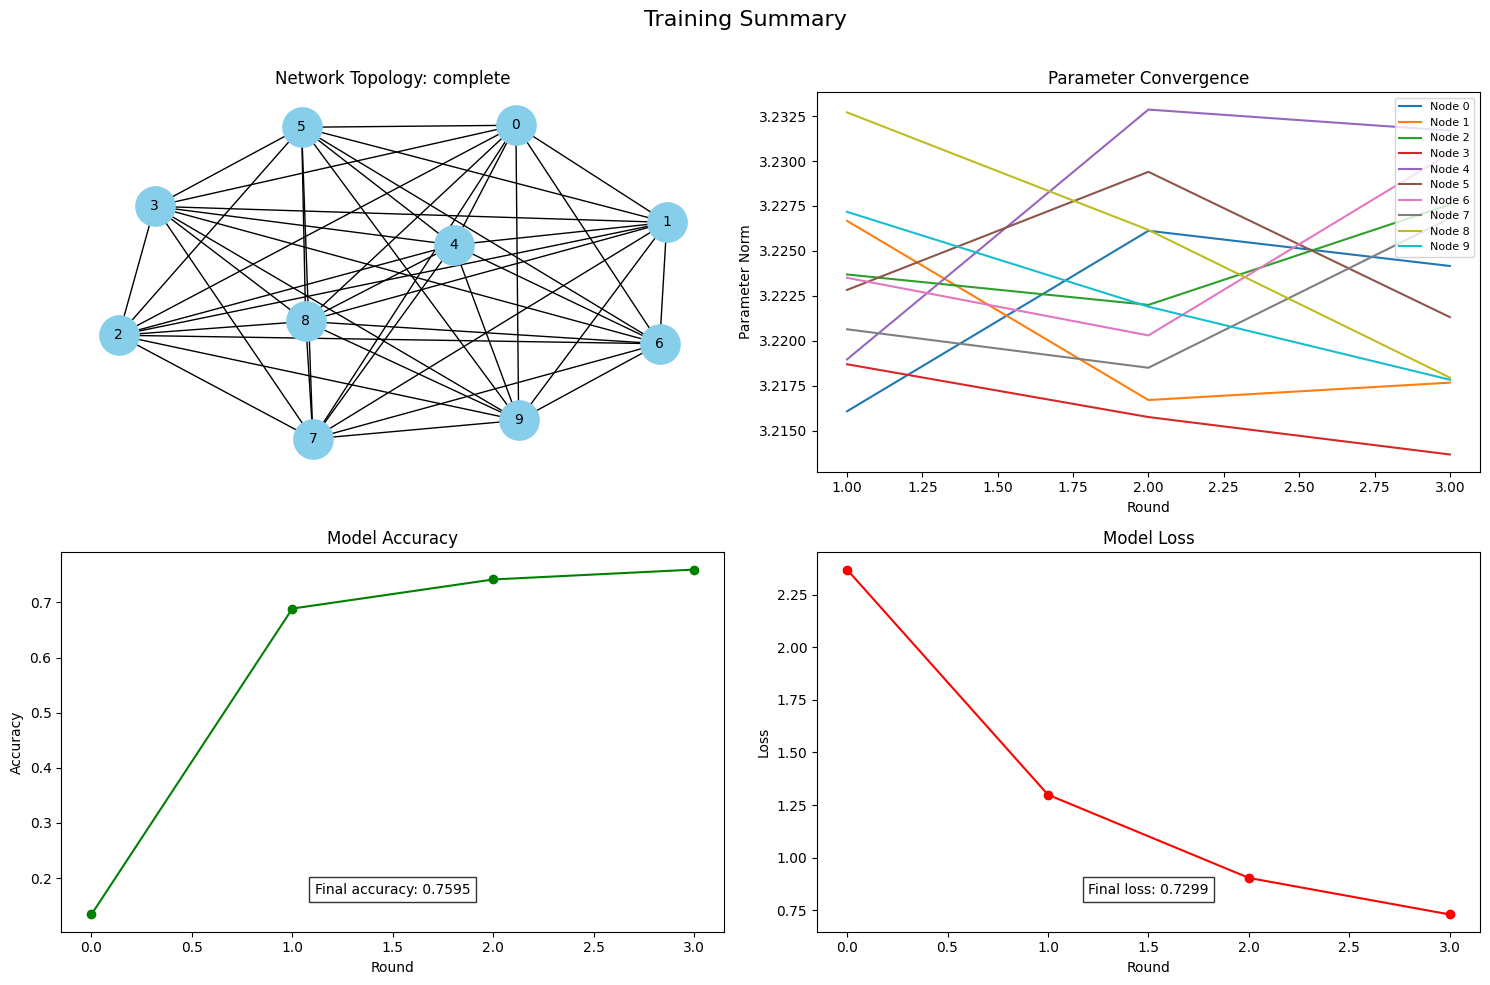 Training Summary
Network Topology: complete
5
0
3
1
4
8
2
6
9
7
Parameter Convergence
Parameter Norm
3.2325
3.2300
3.2275
3.2250
3.2225
3.2200
3.2175
3.2150
Node 0
Node 1
Node 2
Node 3
Node 4
Node 5
Node 6
Node 7
Node 8
Node 9
1.00 1.25 1.50 1.75 2.00 2.25 2.50 2.75 3.00
Round
Model Accuracy
Accuracy
0.7
0.6
0.5
0.4
0.3
0.2
Final accuracy: 0.7595
0.0 0.5 1.0 1.5 2.0 2.5 3.0
Round
Model Loss
Loss
2.25
2.00
1.75
1.50
1.25
1.00
0.75
Final loss: 0.7299
0.0 0.5 1.0 1.5 2.0 2.5 3.0
Round